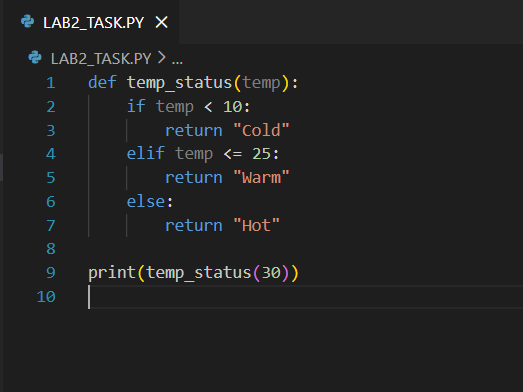 LAB2_TASK.PY ×
LAB2_TASK.PY > ...
1 def temp_status(temp):
2     if temp < 10:
3         return "Cold"
4     elif temp <= 25:
5         return "Warm"
6     else:
7         return "Hot"
8
9 print(temp_status(30))
10